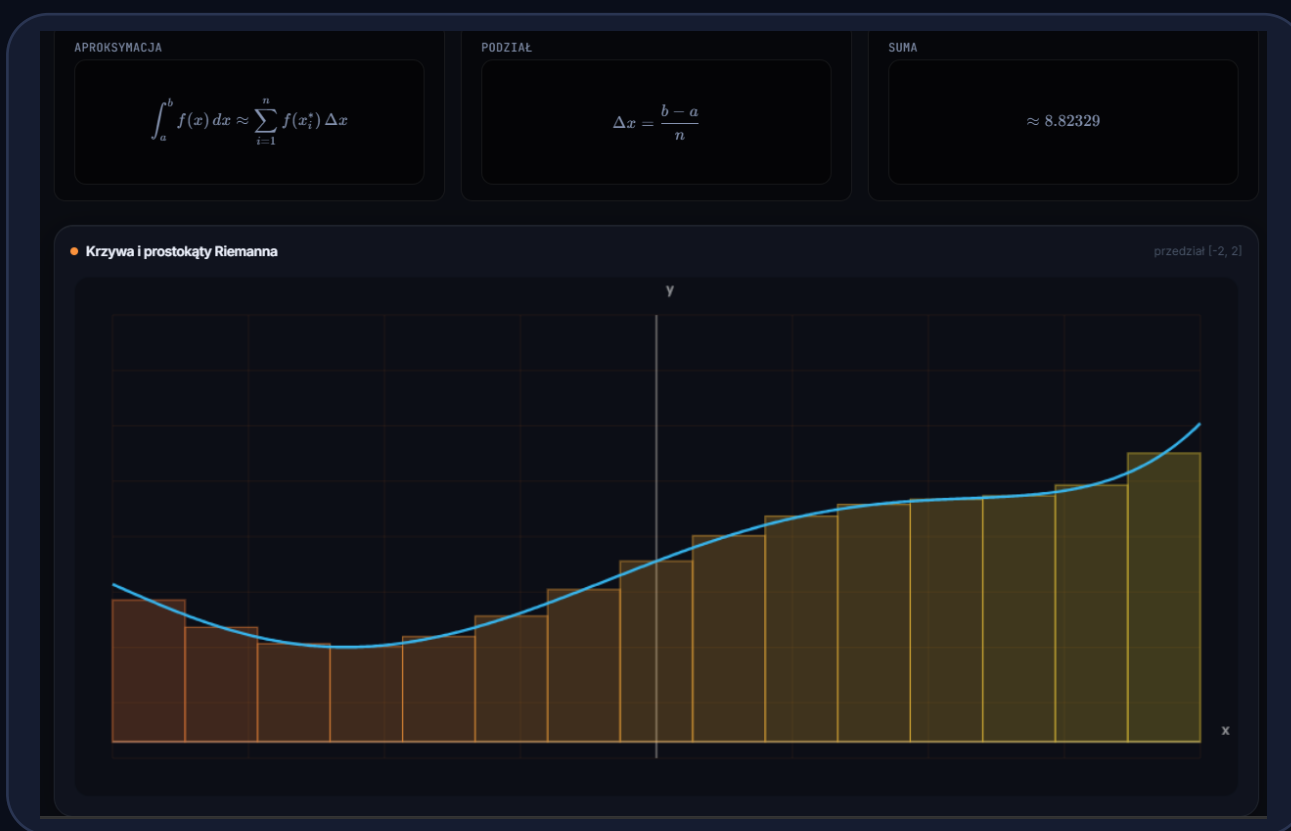 APROKSYMACJA
PODZIAŁ
SUMA
∫_a^b f(x) dx ≈ ∑_{i=1}^n f(x_i^*) Δx
Δx = (b − a)/n
≈ 8.82329
Krzywa i prostokąty Riemanna
przedział [-2, 2]
y
x